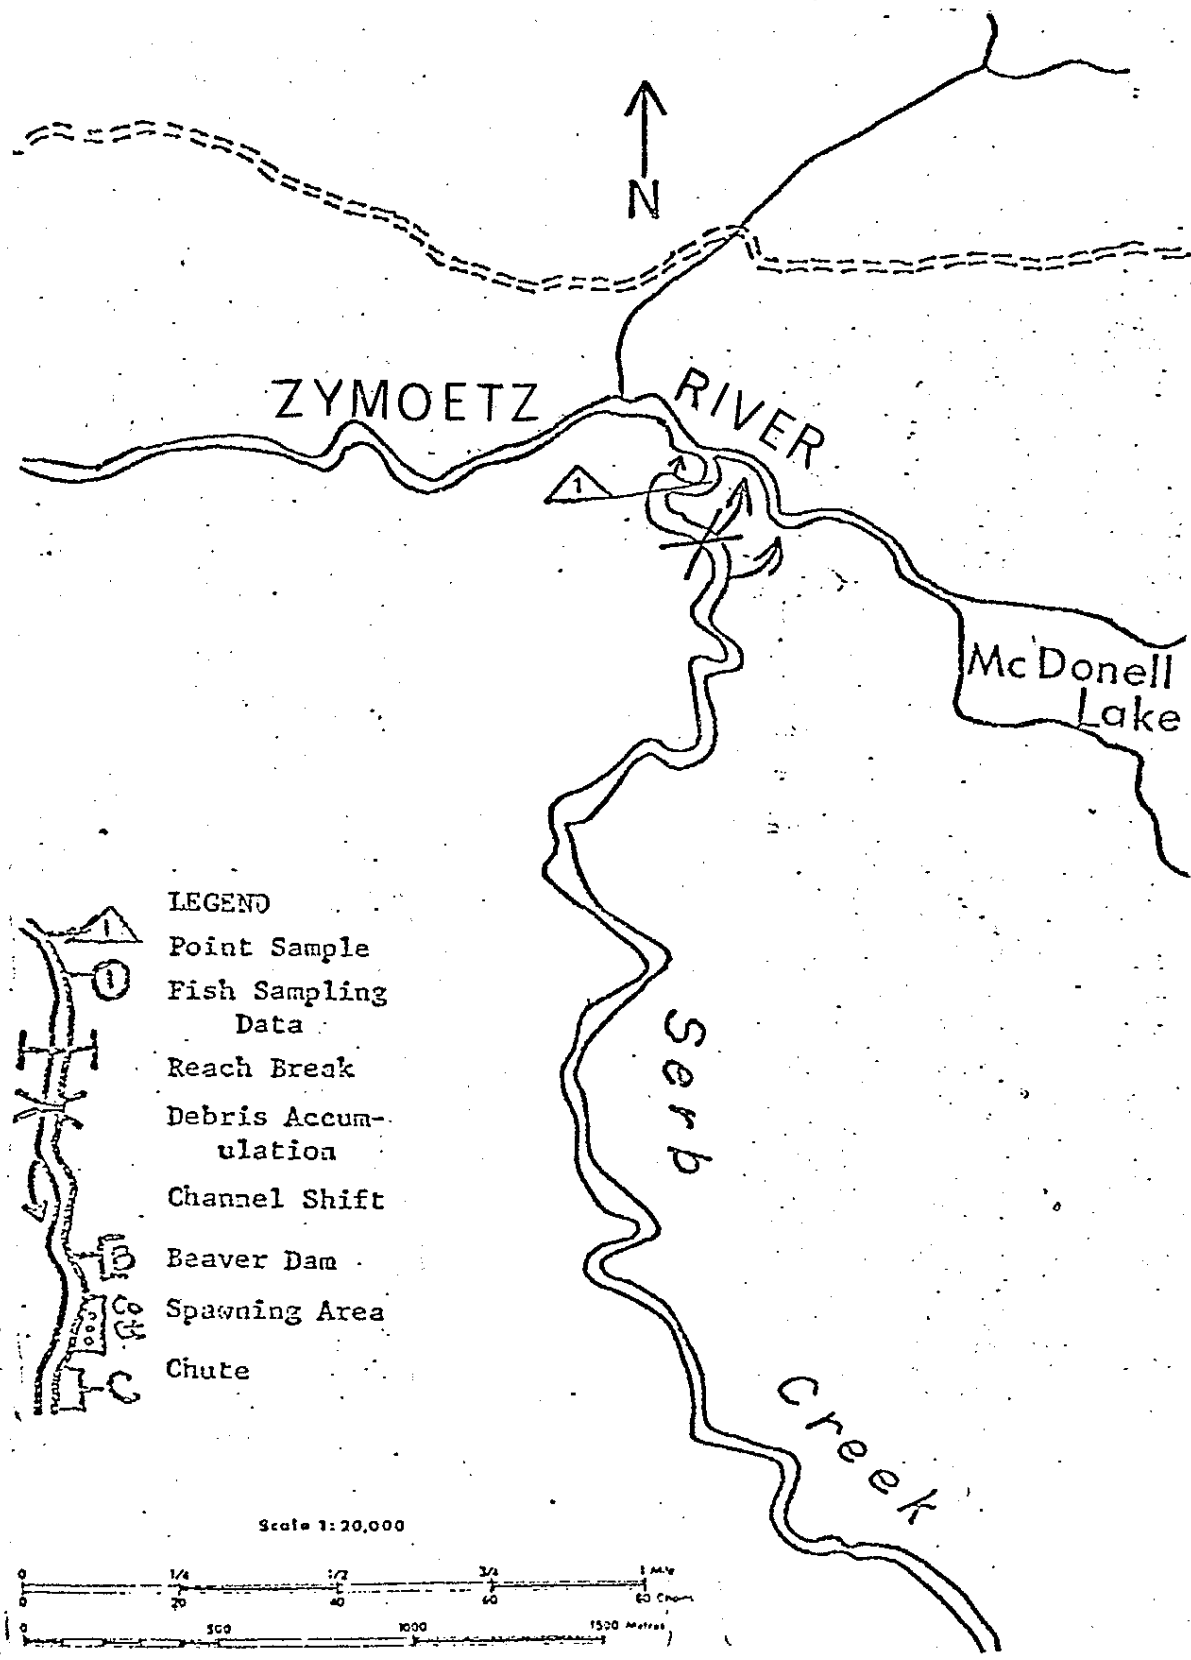 N
ZYMOETZ RIVER
1
McDonell
Lake
Serb
Creek
LEGEND
1
Point Sample
1
Fish Sampling
Data
Reach Break
Debris Accum-
ulation
Channel Shift
Beaver Dam
B
Spawning Area
Chute
C
Scale 1:20,000
0 1/4 1/2 3/4 1 Mile
0 20 40 60 80 Chains
0 500 1000 1500 Metres